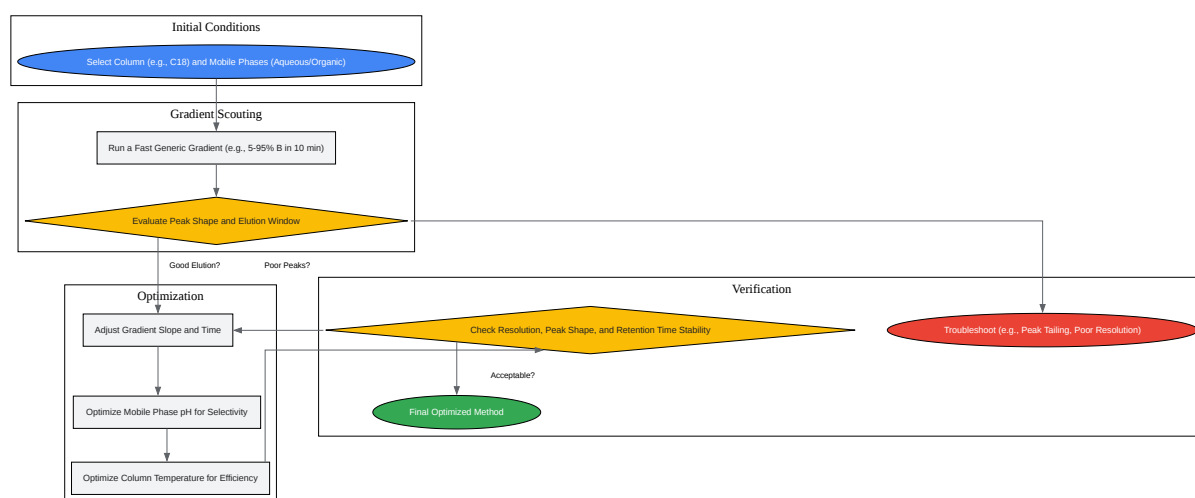 Initial Conditions
Select Column (e.g., C18) and Mobile Phases (Aqueous/Organic)
Gradient Scouting
Run a Fast Generic Gradient (e.g., 5-95% B in 10 min)
Evaluate Peak Shape and Elution Window
Good Elution?
Poor Peaks?
Optimization
Adjust Gradient Slope and Time
Optimize Mobile Phase pH for Selectivity
Optimize Column Temperature for Efficiency
Verification
Check Resolution, Peak Shape, and Retention Time Stability
Troubleshoot (e.g., Peak Tailing, Poor Resolution)
Acceptable?
Final Optimized Method